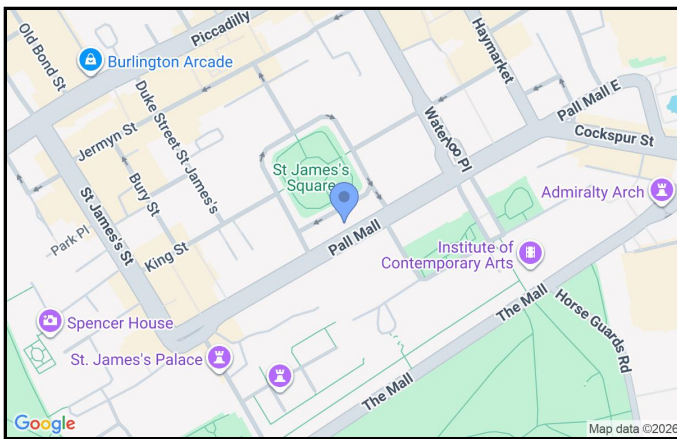 Old Bond St
Piccadilly
Haymarket
Burlington Arcade
Pall Mall E
Duke Street St James's
Waterloo Pl
Cockspur St
Jermyn St
St James's
Square
Bury St
Admiralty Arch
St James's St
Park Pl
King St
Pall Mall
Institute of
Contemporary Arts
The Mall
Horse Guards Rd
Spencer House
St. James's Palace
The Mall
Google
Map data ©2026